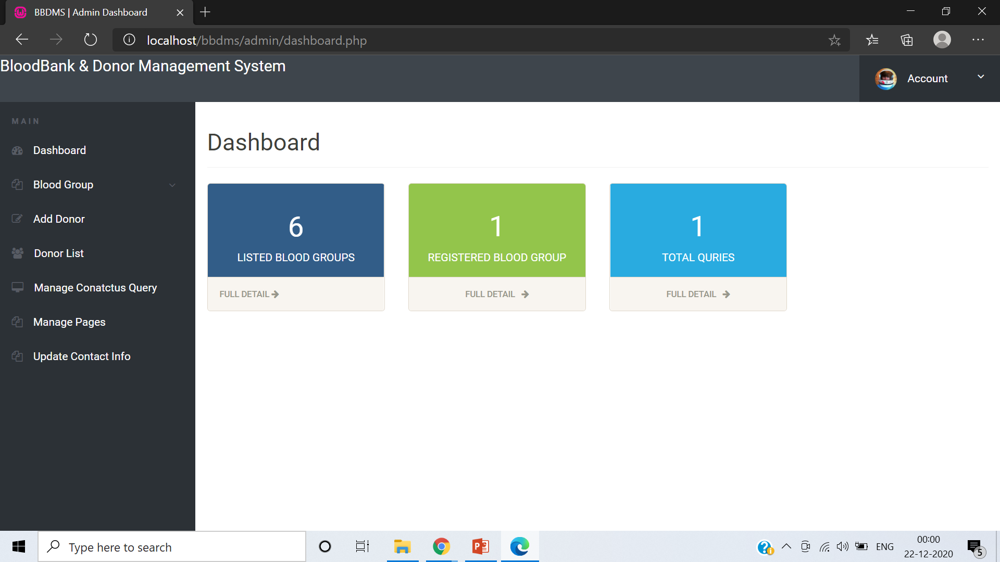 BBDMS | Admin Dashboard
localhost/bbdms/admin/dashboard.php
BloodBank & Donor Management System
Account
MAIN
Dashboard
Blood Group
Add Donor
Donor List
Manage Conatctus Query
Manage Pages
Update Contact Info
Dashboard
6
LISTED BLOOD GROUPS
FULL DETAIL
1
REGISTERED BLOOD GROUP
FULL DETAIL
1
TOTAL QURIES
FULL DETAIL
Type here to search
ENG
00:00
22-12-2020
5